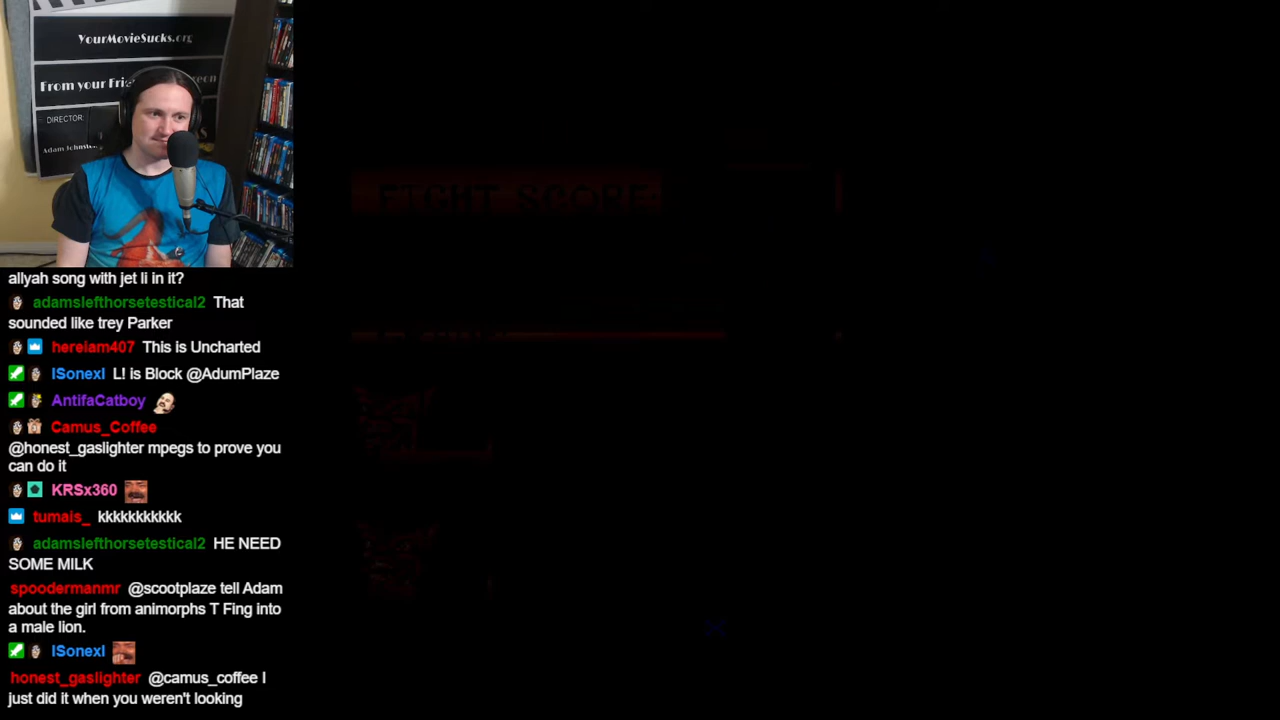 YourMovieSucks.org
From your
DIRECTOR:
FIGHT SCORE
allyah song with jet li in it?
adamslefthorsetestical2 That
sounded like trey Parker
hereiam407 This is Uncharted
ISonexI L! is Block @AdumPlaze
AntifaCatboy
Camus_Coffee
@honest_gaslighter mpegs to prove you
can do it
KRSx360
tumais_ kkkkkkkkkkk
adamslefthorsetestical2 HE NEED
SOME MILK
spoodermanmr @scootplaze tell Adam
about the girl from animorphs T Fing into
a male lion.
ISonexI
honest_gaslighter @camus_coffee I
just did it when you weren't looking